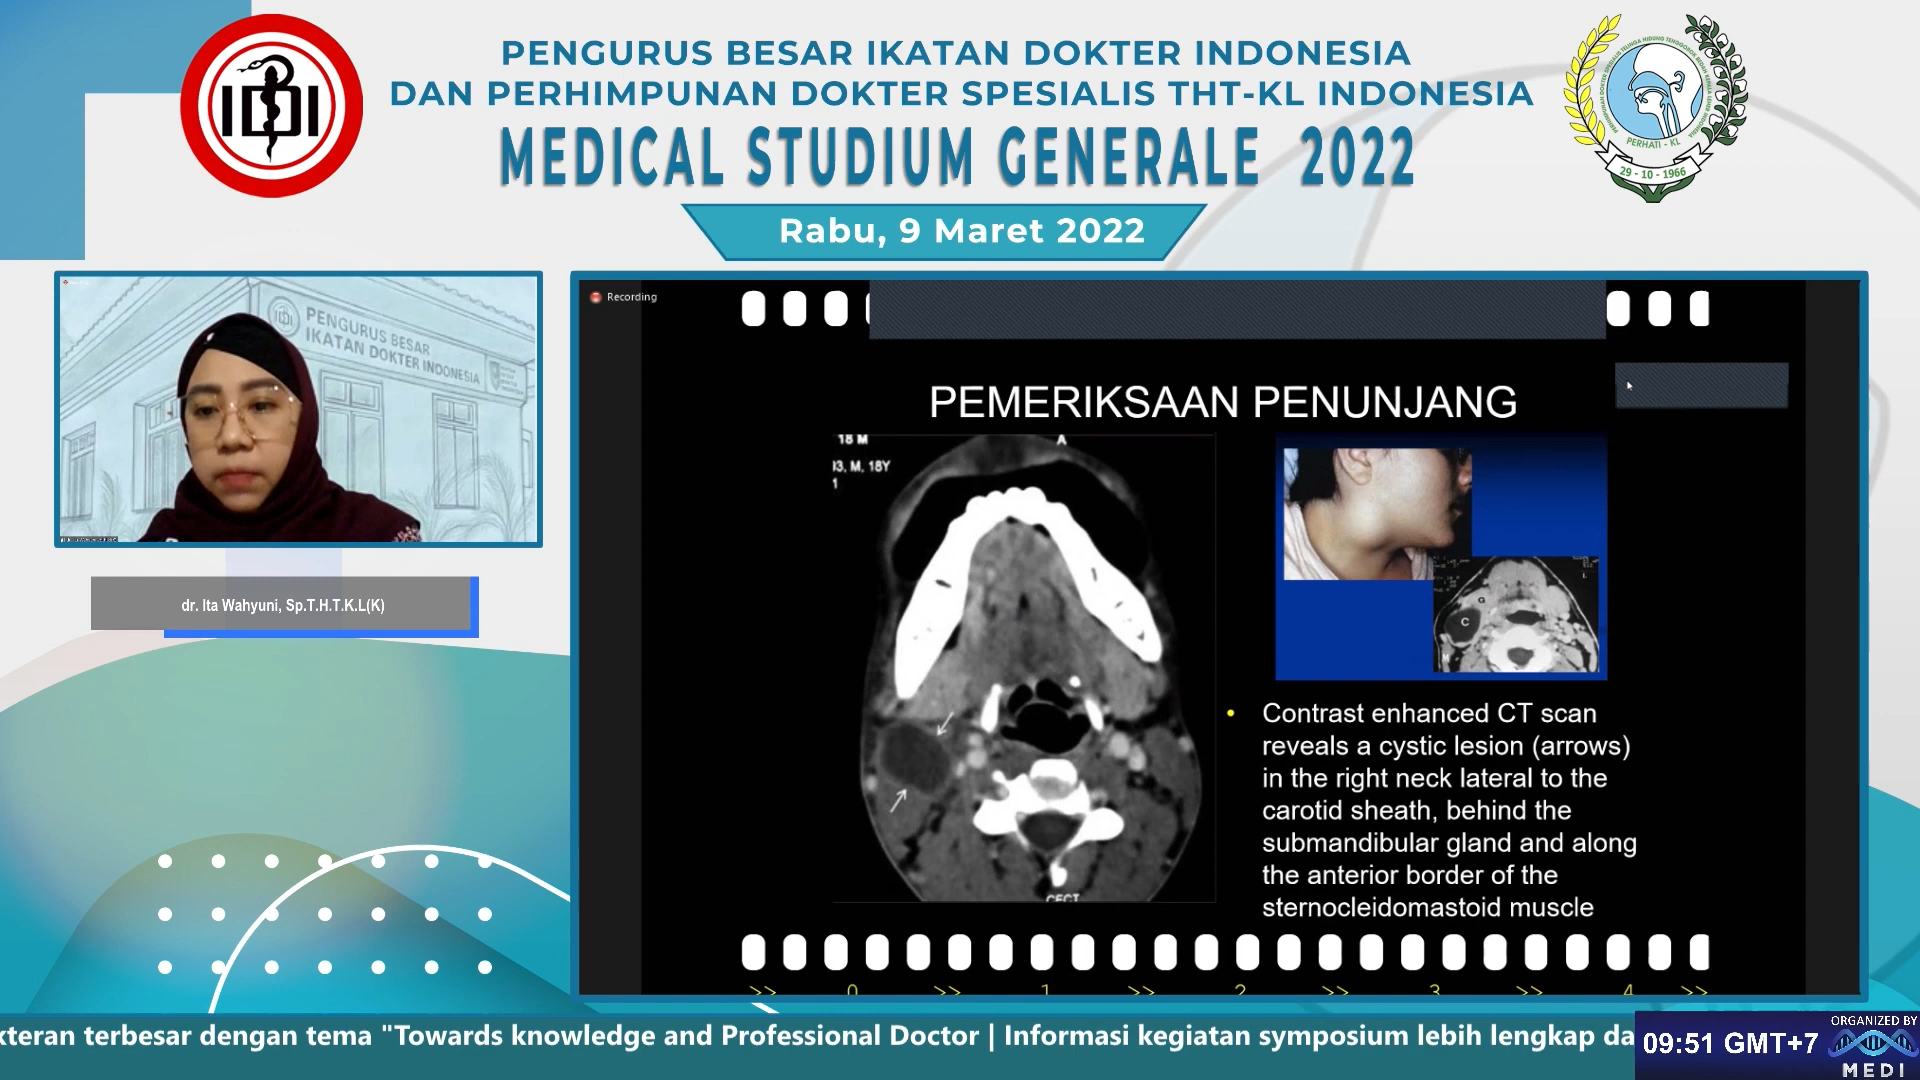 PENGURUS BESAR IKATAN DOKTER INDONESIA
DAN PERHIMPUNAN DOKTER SPESIALIS THT-KL INDONESIA
MEDICAL STUDIUM GENERALE 2022
Rabu, 9 Maret 2022
IDI
PERHATI - KL
29 - 10 - 1966
PENGURUS BESAR
IKATAN DOKTER INDONESIA
dr. Ita Wahyuni, Sp.T.H.T.K.L(K)
Recording
PEMERIKSAAN PENUNJANG
18 M
A
3, M, 18Y
1
CECT
G
C
L
M
• Contrast enhanced CT scan
reveals a cystic lesion (arrows)
in the right neck lateral to the
carotid sheath, behind the
submandibular gland and along
the anterior border of the
sternocleidomastoid muscle
>> 0 >> 1 >> 2 >> 3 >> 4 >>
kteran terbesar dengan tema "Towards knowledge and Professional Doctor | Informasi kegiatan symposium lebih lengkap da
09:51 GMT+7
ORGANIZED BY
MEDI